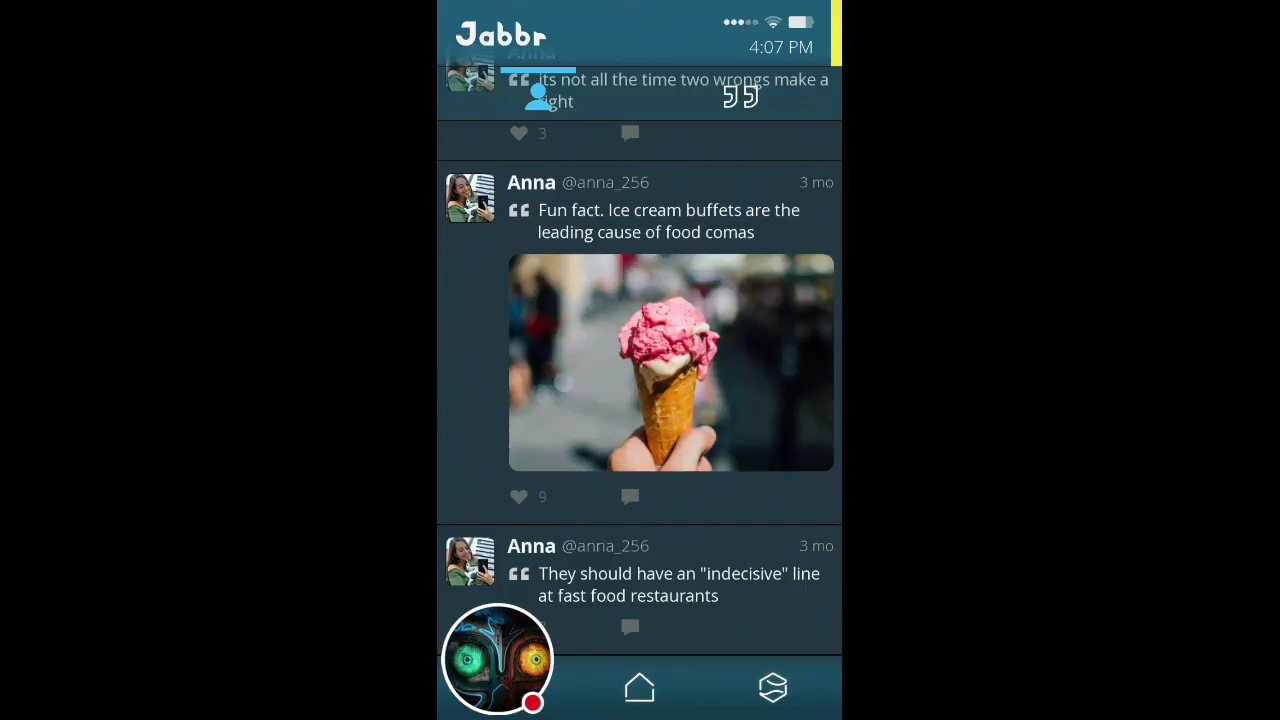 Jabbr
4:07 PM
Anna
its not all the time two wrongs make a
right
3
Anna @anna_256 3 mo
Fun fact. Ice cream buffets are the
leading cause of food comas
9
Anna @anna_256 3 mo
They should have an "indecisive" line
at fast food restaurants